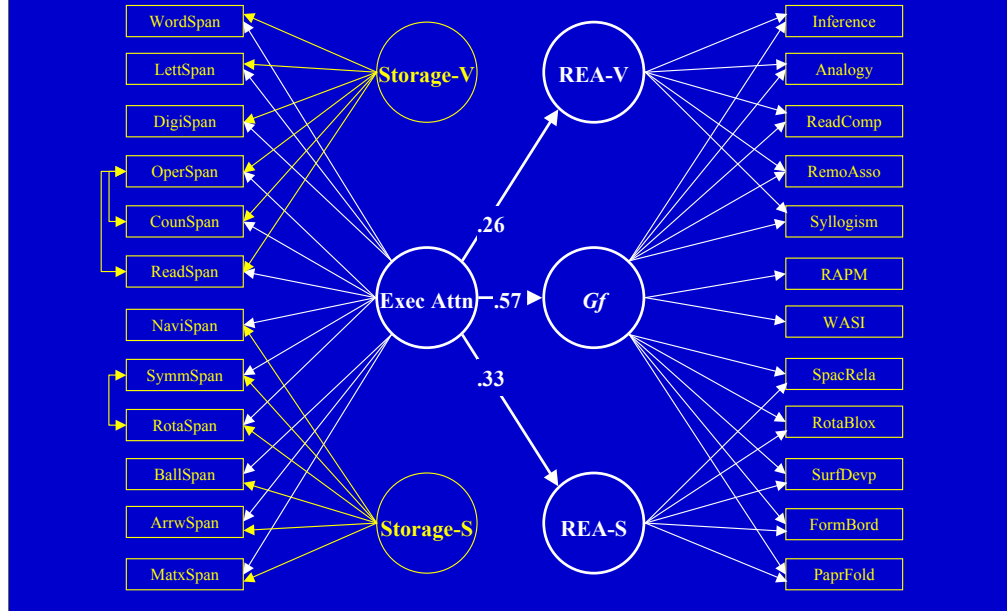 WordSpan
LettSpan
DigiSpan
OperSpan
CounSpan
ReadSpan
NaviSpan
SymmSpan
RotaSpan
BallSpan
ArrwSpan
MatxSpan
Storage-V
Exec Attn
Storage-S
.26
.57
.33
REA-V
Gf
REA-S
Inference
Analogy
ReadComp
RemoAsso
Syllogism
RAPM
WASI
SpacRela
RotaBlox
SurfDevp
FormBord
PaprFold